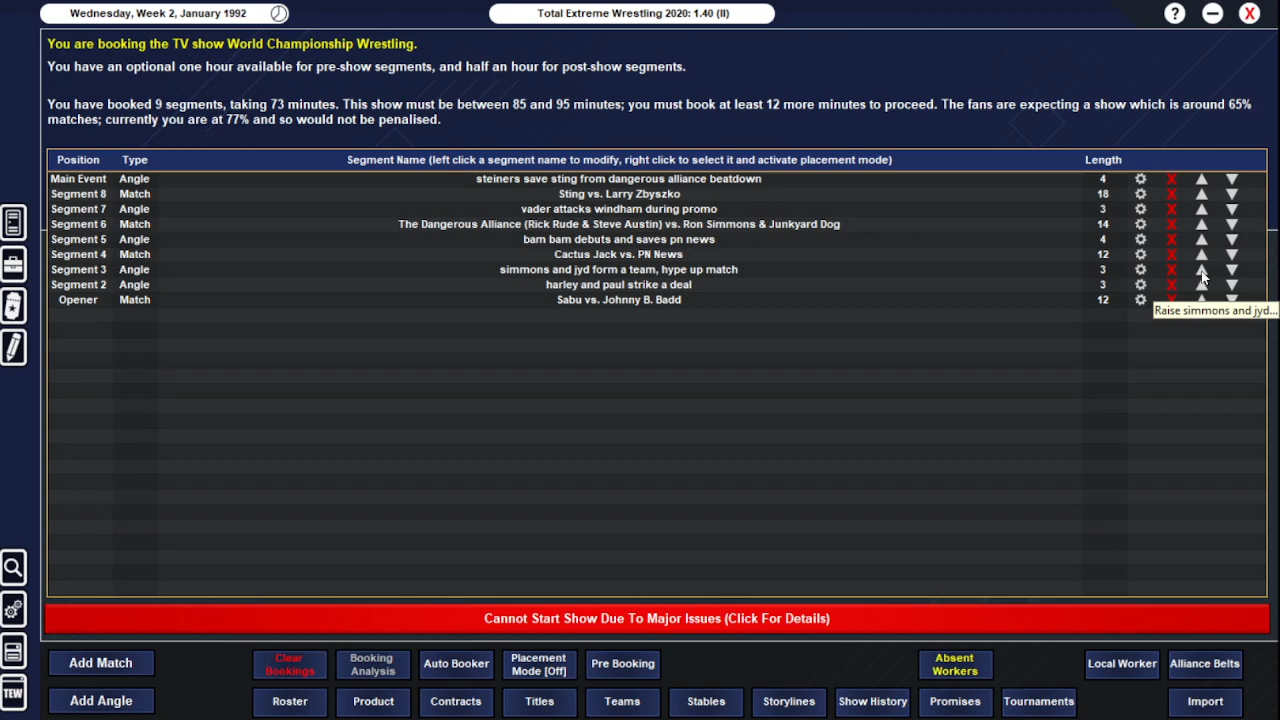 Wednesday, Week 2, January 1992
Total Extreme Wrestling 2020: 1.40 (II)
?
X
You are booking the TV show World Championship Wrestling.
You have an optional one hour available for pre-show segments, and half an hour for post-show segments.
You have booked 9 segments, taking 73 minutes. This show must be between 85 and 95 minutes; you must book at least 12 more minutes to proceed. The fans are expecting a show which is around 65%
matches; currently you are at 77% and so would not be penalised.
Position Type Segment Name (left click a segment name to modify, right click to select it and activate placement mode) Length
Main Event Angle steiners save sting from dangerous alliance beatdown 4 X
Segment 8 Match Sting vs. Larry Zbyszko 18 X
Segment 7 Angle vader attacks windham during promo 3 X
Segment 6 Match The Dangerous Alliance (Rick Rude & Steve Austin) vs. Ron Simmons & Junkyard Dog 14 X
Segment 5 Angle bam bam debuts and saves pn news 4 X
Segment 4 Match Cactus Jack vs. PN News 12 X
Segment 3 Angle simmons and jyd form a team, hype up match 3 X
Segment 2 Angle harley and paul strike a deal 3 X
Opener Match Sabu vs. Johnny B. Badd 12 X
Raise simmons and jyd...
Cannot Start Show Due To Major Issues (Click For Details)
Add Match
Clear Bookings
Booking Analysis
Auto Booker
Placement Mode [Off]
Pre Booking
Absent Workers
Local Worker
Alliance Belts
TEW
Add Angle
Roster
Product
Contracts
Titles
Teams
Stables
Storylines
Show History
Promises
Tournaments
Import